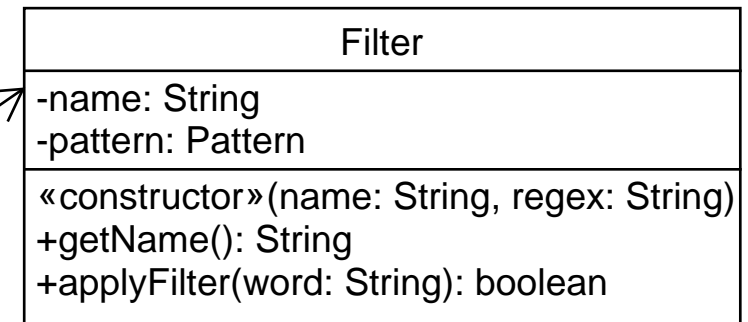 Filter
-name: String
-pattern: Pattern
«constructor»(name: String, regex: String)
+getName(): String
+applyFilter(word: String): boolean